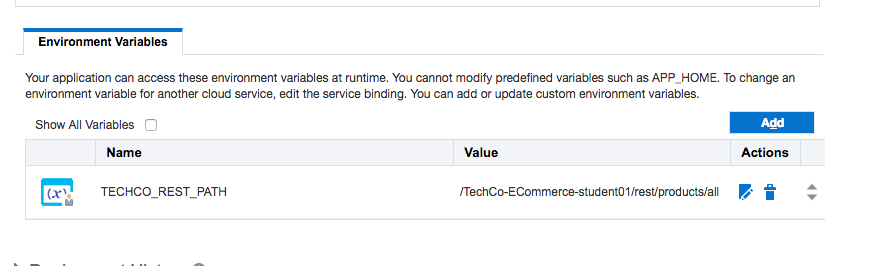 Environment Variables
Your application can access these environment variables at runtime. You cannot modify predefined variables such as APP_HOME. To change an
environment variable for another cloud service, edit the service binding. You can add or update custom environment variables.
Show All Variables
Add
Name Value Actions
(x) TECHCO_REST_PATH /TechCo-ECommerce-student01/rest/products/all